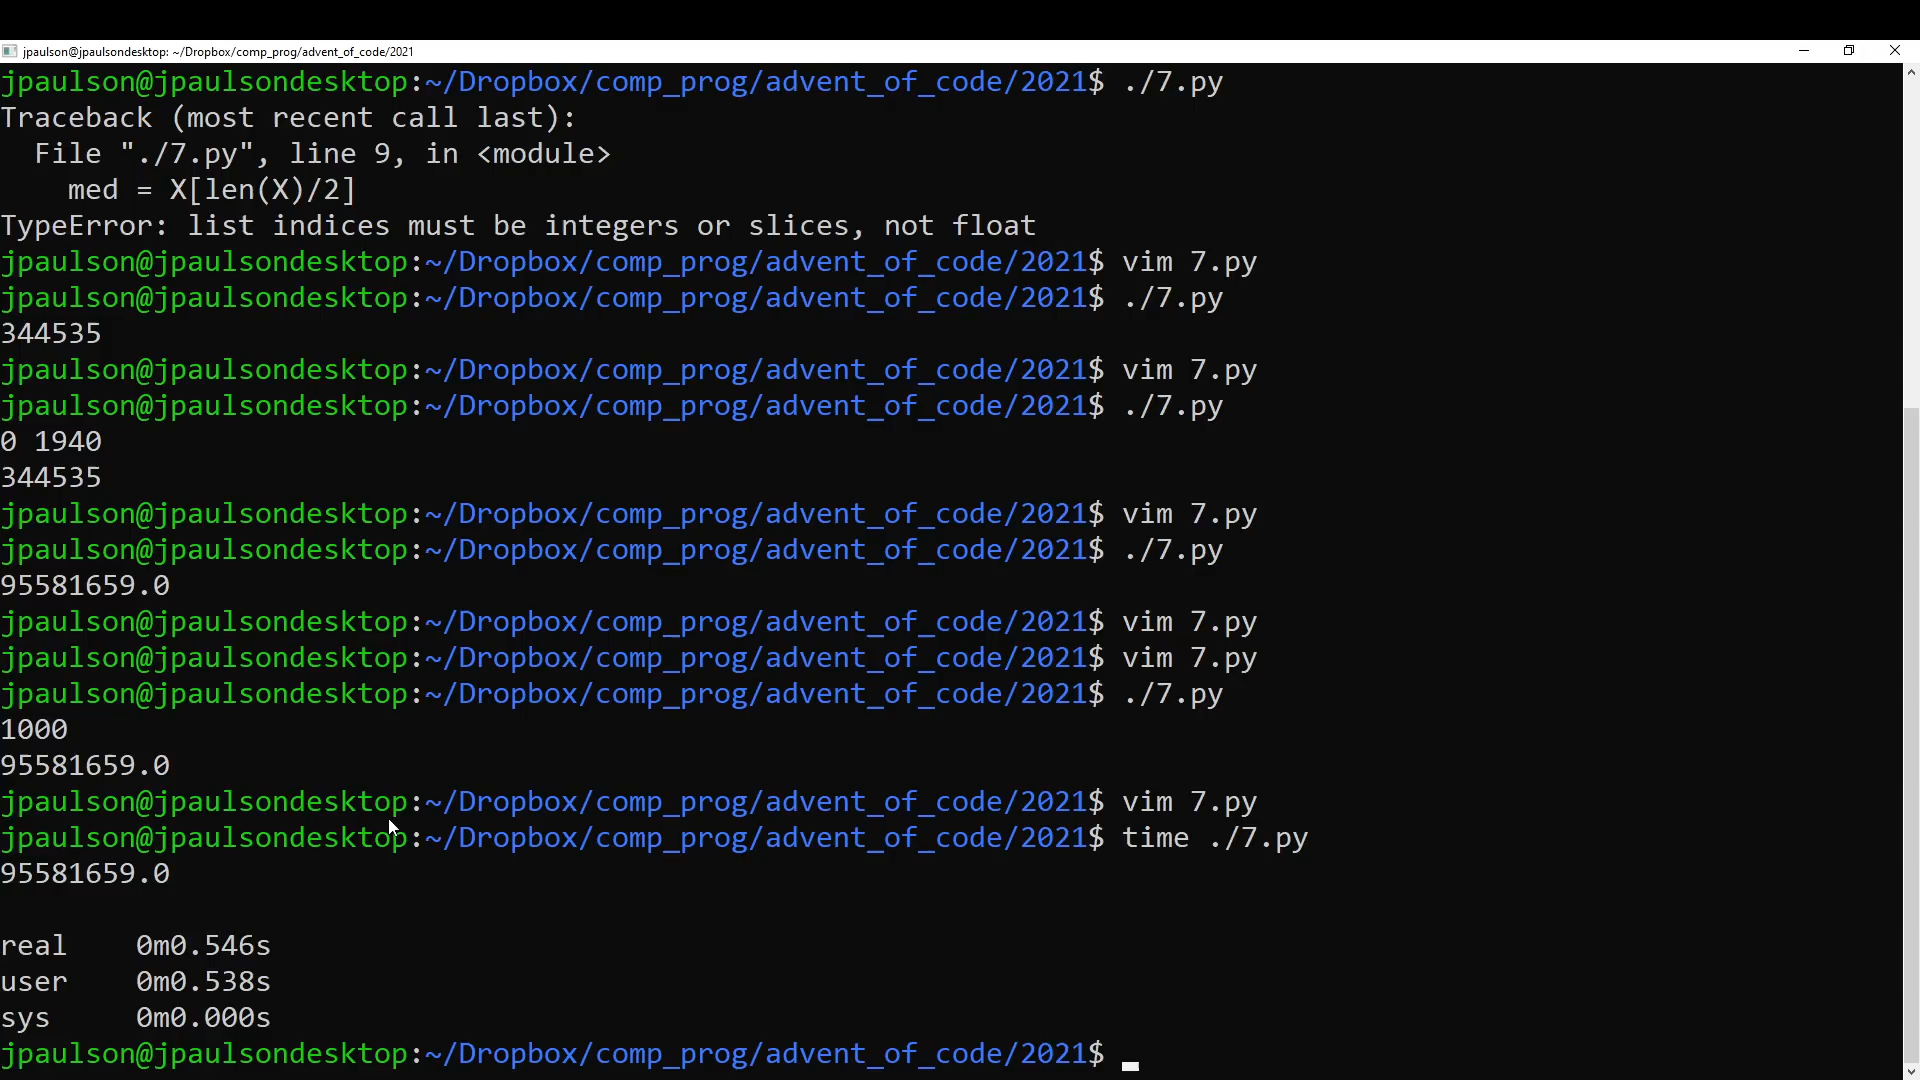 jpaulson@jpaulsondesktop: ~/Dropbox/comp_prog/advent_of_code/2021
jpaulson@jpaulsondesktop:~/Dropbox/comp_prog/advent_of_code/2021$ ./7.py
Traceback (most recent call last):
  File "./7.py", line 9, in <module>
    med = X[len(X)/2]
TypeError: list indices must be integers or slices, not float
jpaulson@jpaulsondesktop:~/Dropbox/comp_prog/advent_of_code/2021$ vim 7.py
jpaulson@jpaulsondesktop:~/Dropbox/comp_prog/advent_of_code/2021$ ./7.py
344535
jpaulson@jpaulsondesktop:~/Dropbox/comp_prog/advent_of_code/2021$ vim 7.py
jpaulson@jpaulsondesktop:~/Dropbox/comp_prog/advent_of_code/2021$ ./7.py
0 1940
344535
jpaulson@jpaulsondesktop:~/Dropbox/comp_prog/advent_of_code/2021$ vim 7.py
jpaulson@jpaulsondesktop:~/Dropbox/comp_prog/advent_of_code/2021$ ./7.py
95581659.0
jpaulson@jpaulsondesktop:~/Dropbox/comp_prog/advent_of_code/2021$ vim 7.py
jpaulson@jpaulsondesktop:~/Dropbox/comp_prog/advent_of_code/2021$ vim 7.py
jpaulson@jpaulsondesktop:~/Dropbox/comp_prog/advent_of_code/2021$ ./7.py
1000
95581659.0
jpaulson@jpaulsondesktop:~/Dropbox/comp_prog/advent_of_code/2021$ vim 7.py
jpaulson@jpaulsondesktop:~/Dropbox/comp_prog/advent_of_code/2021$ time ./7.py
95581659.0
real    0m0.546s
user    0m0.538s
sys     0m0.000s
jpaulson@jpaulsondesktop:~/Dropbox/comp_prog/advent_of_code/2021$